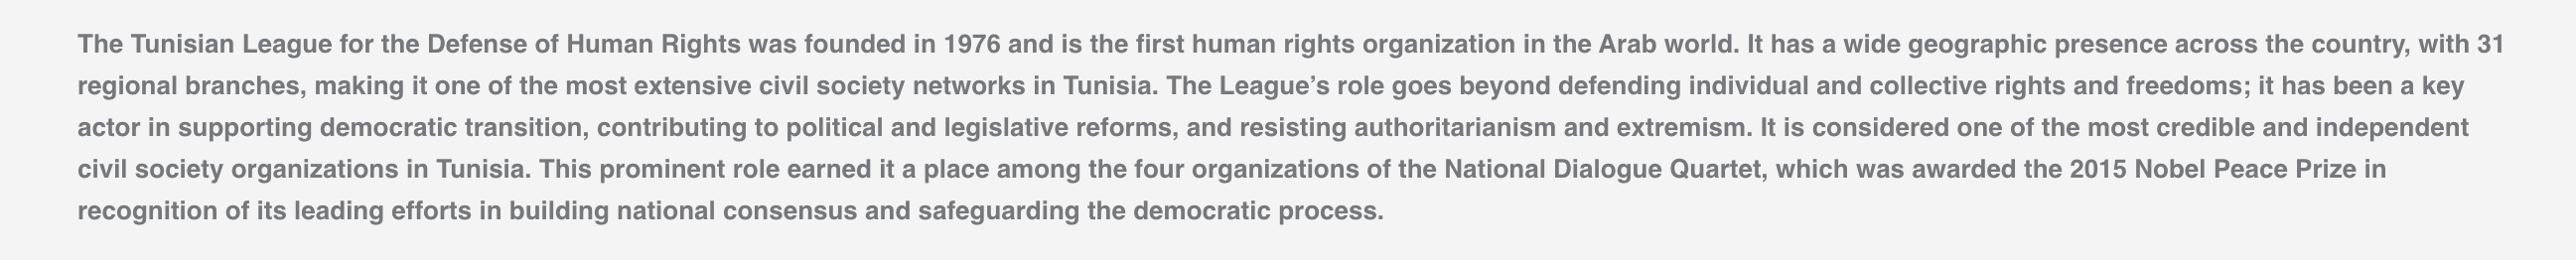 The Tunisian League for the Defense of Human Rights was founded in 1976 and is the first human rights organization in the Arab world. It has a wide geographic presence across the country, with 31
regional branches, making it one of the most extensive civil society networks in Tunisia. The League’s role goes beyond defending individual and collective rights and freedoms; it has been a key
actor in supporting democratic transition, contributing to political and legislative reforms, and resisting authoritarianism and extremism. It is considered one of the most credible and independent
civil society organizations in Tunisia. This prominent role earned it a place among the four organizations of the National Dialogue Quartet, which was awarded the 2015 Nobel Peace Prize in
recognition of its leading efforts in building national consensus and safeguarding the democratic process.